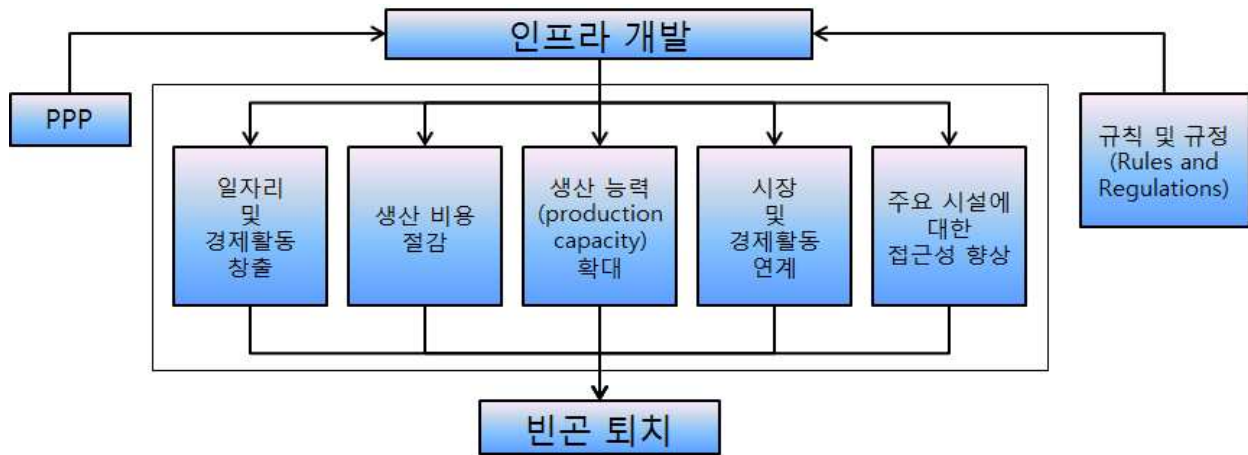 인프라 개발
PPP
규칙 및 규정
(Rules and
Regulations)
일자리
및
경제활동
창출
생산 비용
절감
생산 능력
(production
capacity)
확대
시장
및
경제활동
연계
주요 시설에
대한
접근성 향상
빈곤 퇴치